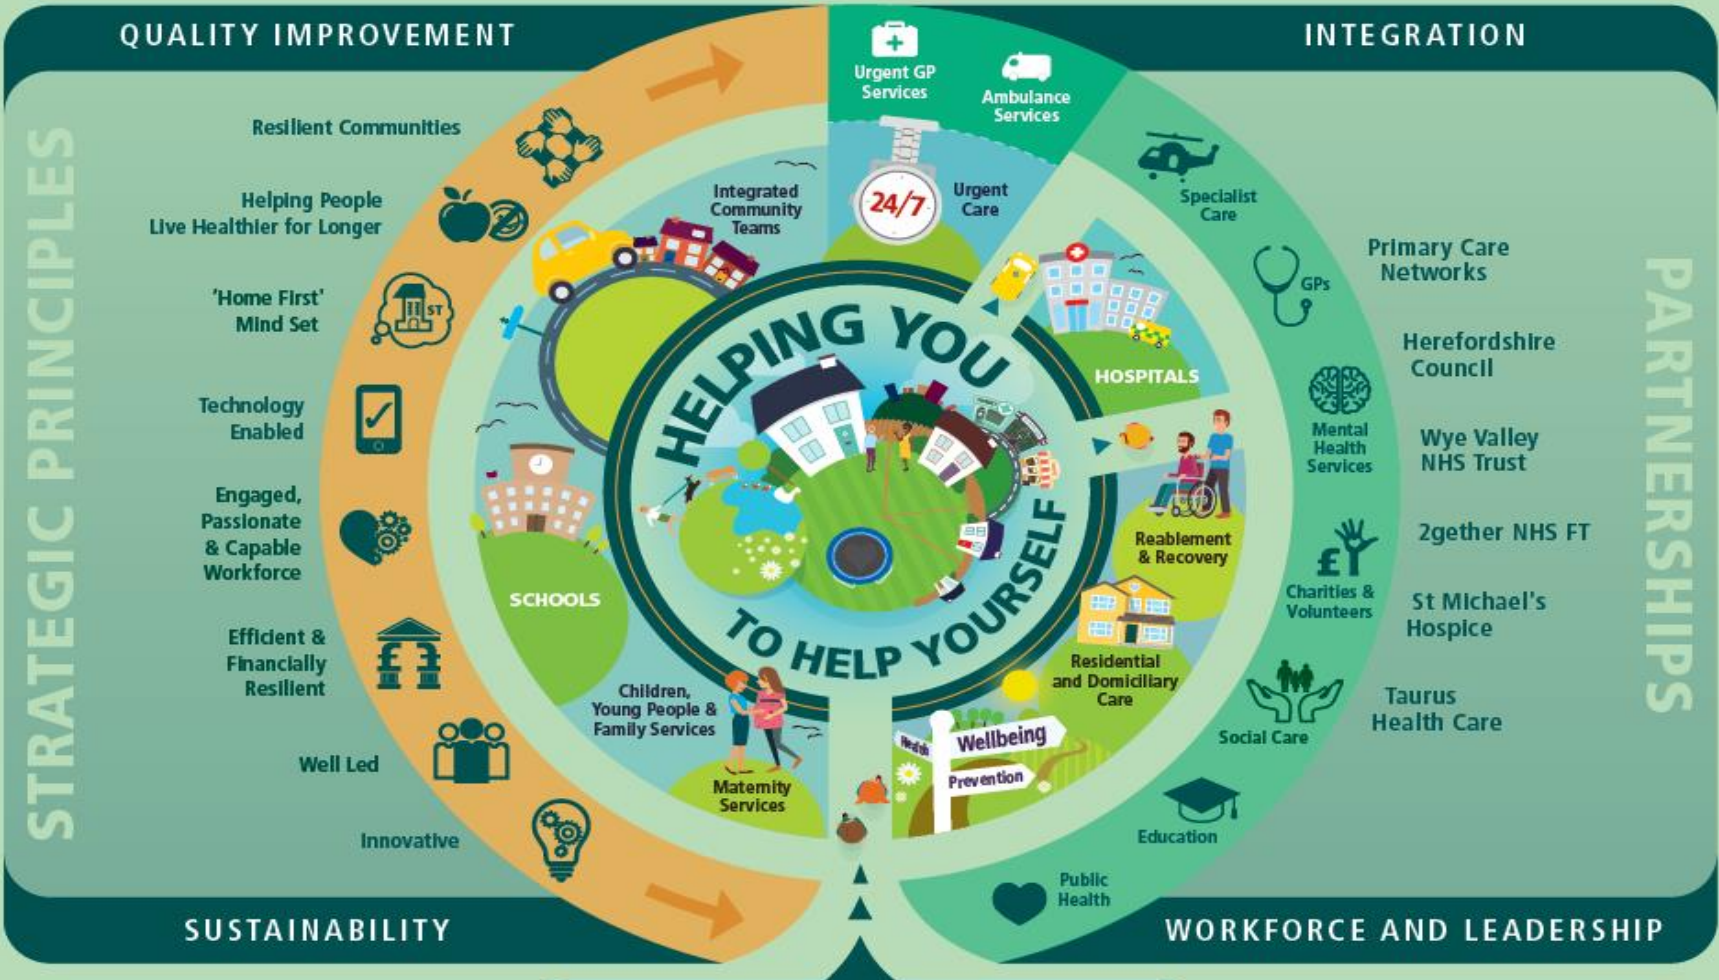 QUALITY IMPROVEMENT
INTEGRATION
STRATEGIC PRINCIPLES
Resilient Communities
Helping People
Live Healthier for Longer
'Home First'
Mind Set
1ST
Technology
Enabled
Engaged,
Passionate
& Capable
Workforce
Efficient &
Financially
Resilient
££
Well Led
Innovative
Urgent GP
Services
Ambulance
Services
24/7
Urgent
Care
Integrated
Community
Teams
HOSPITALS
SCHOOLS
Children,
Young People &
Family Services
Maternity
Services
HELPING YOU
TO HELP YOURSELF
Reablement
& Recovery
Residential
and Domiciliary
Care
Health
Wellbeing
Prevention
Specialist
Care
GPs
Mental
Health
Services
£
Charities &
Volunteers
Social Care
Education
Public
Health
Primary Care
Networks
Herefordshire
Council
Wye Valley
NHS Trust
2gether NHS FT
St Michael's
Hospice
Taurus
Health Care
PARTNERSHIPS
SUSTAINABILITY
WORKFORCE AND LEADERSHIP